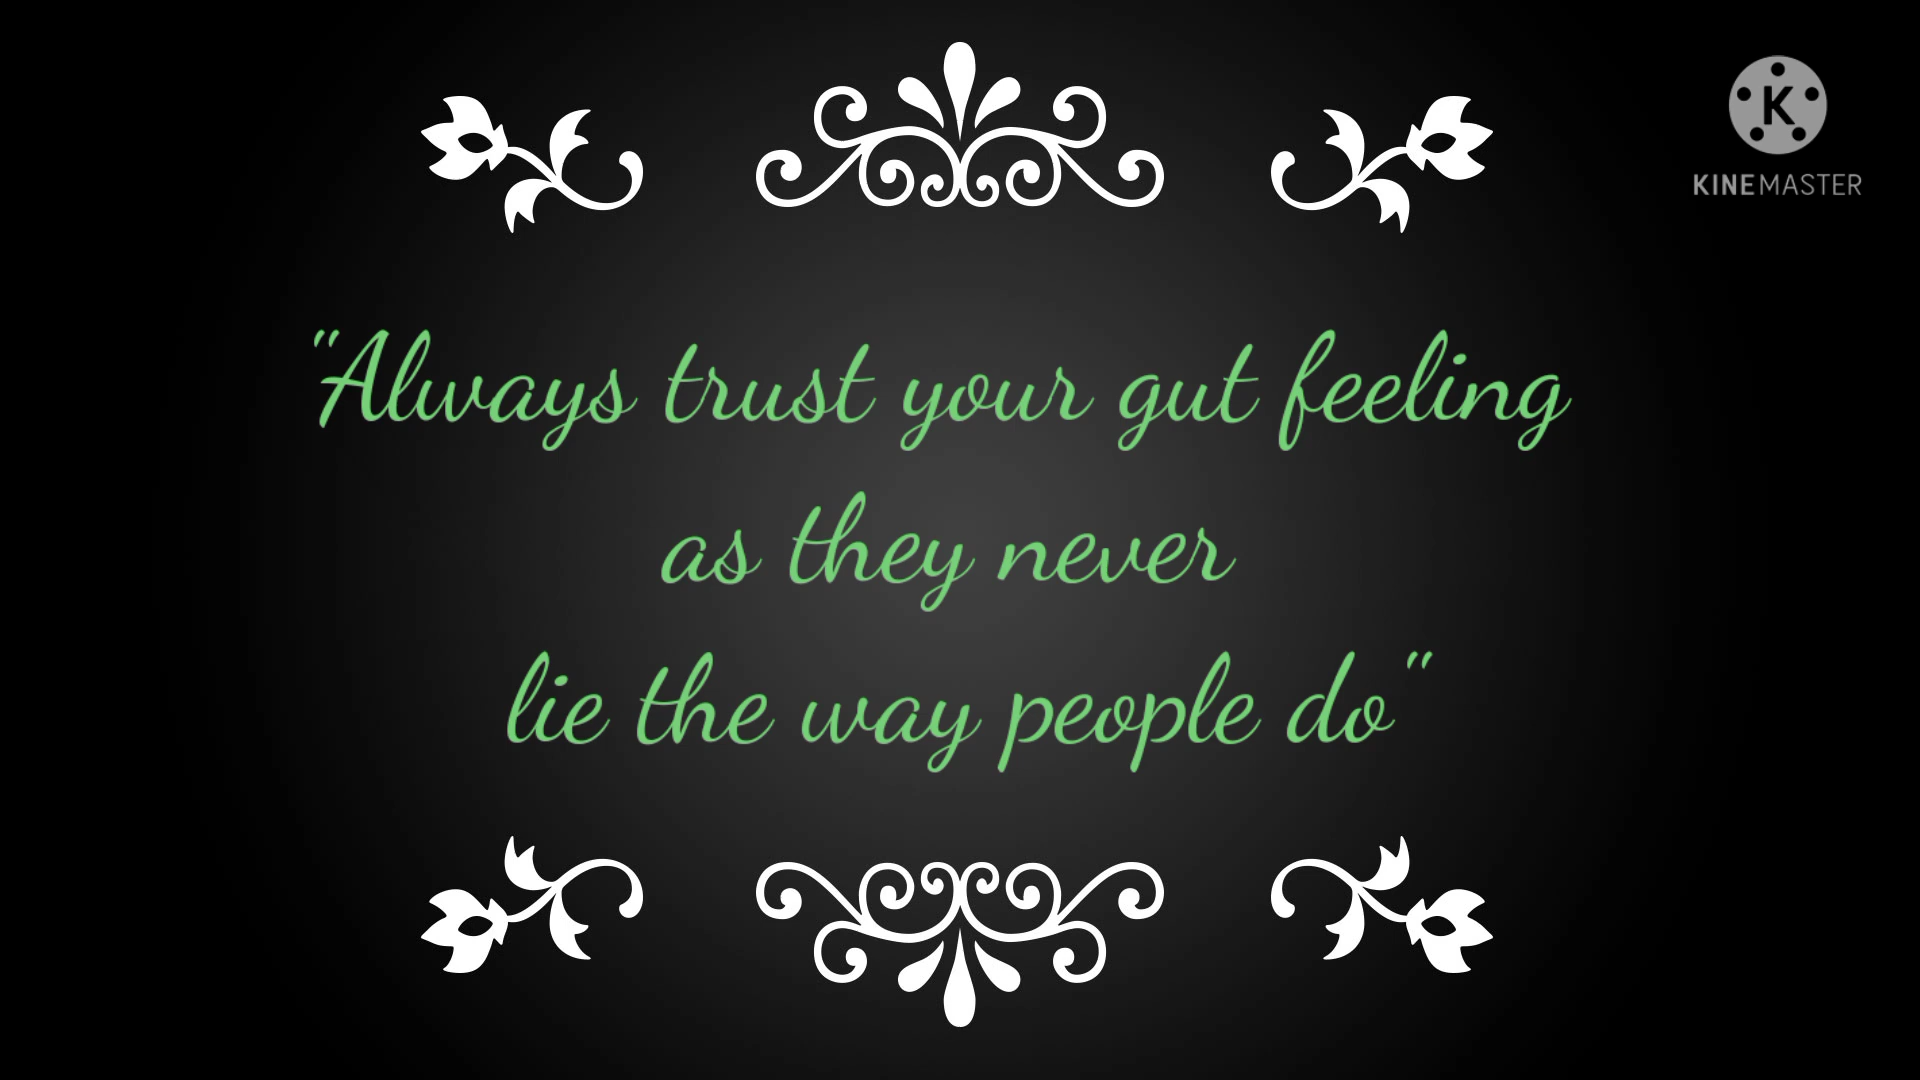 "Always trust your gut feeling
as they never
lie the way people do"
K
KINEMASTER